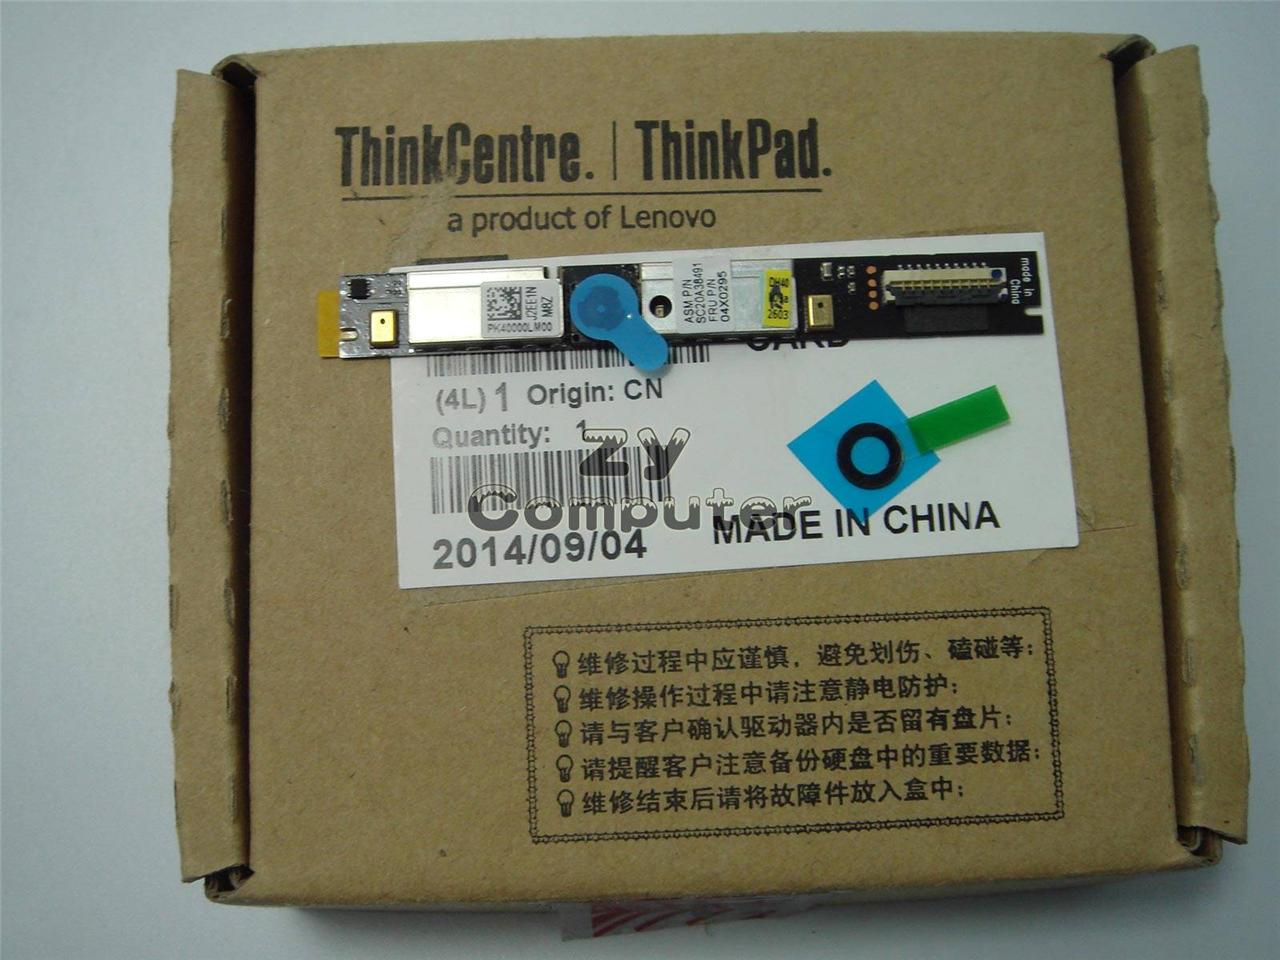 ThinkCentre. | ThinkPad.
a product of Lenovo
PK40000LM00
J2EE1N
M8Z
ASM P/N
SC20A38491
FRU P/N
04X0295
2603
made in
China
CARD
(4L) 1 Origin: CN
Quantity: 1
Zy
Computer
2014/09/04
MADE IN CHINA
维修过程中应谨慎，避免划伤、磕碰等；
维修操作过程中请注意静电防护；
请与客户确认驱动器内是否留有盘片；
请提醒客户注意备份硬盘中的重要数据；
维修结束后请将故障件放入盒中；